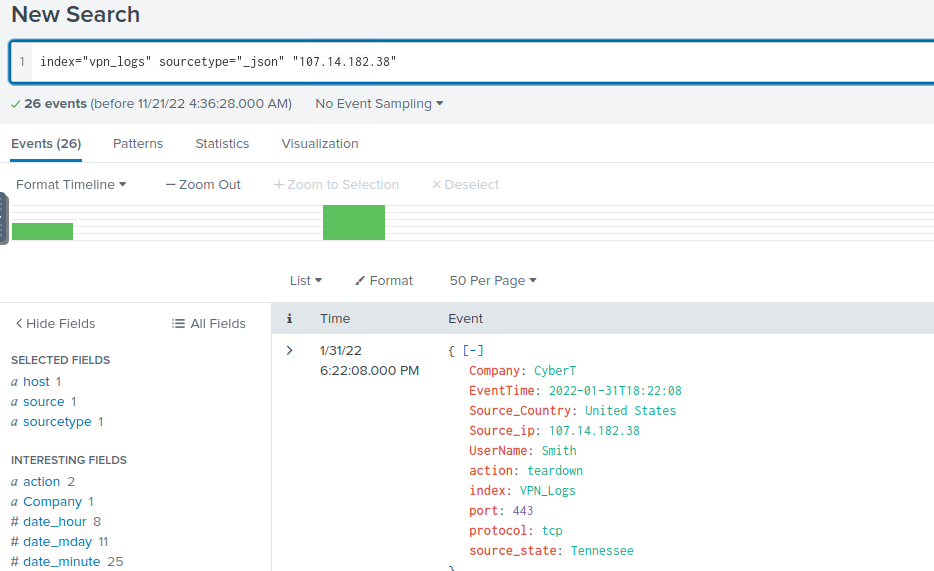 New Search
1 index="vpn_logs" sourcetype="_json" "107.14.182.38"
✓ 26 events (before 11/21/22 4:36:28.000 AM) No Event Sampling ▾
Events (26) Patterns Statistics Visualization
Format Timeline ▾ — Zoom Out + Zoom to Selection × Deselect
List ▾ Format 50 Per Page ▾
< Hide Fields All Fields
i Time Event
SELECTED FIELDS
a host 1
a source 1
a sourcetype 1
INTERESTING FIELDS
a action 2
a Company 1
# date_hour 8
# date_mday 11
# date_minute 25
> 1/31/22
6:22:08.000 PM
{ [-]
Company: CyberT
EventTime: 2022-01-31T18:22:08
Source_Country: United States
Source_ip: 107.14.182.38
UserName: Smith
action: teardown
index: VPN_Logs
port: 443
protocol: tcp
source_state: Tennessee
}